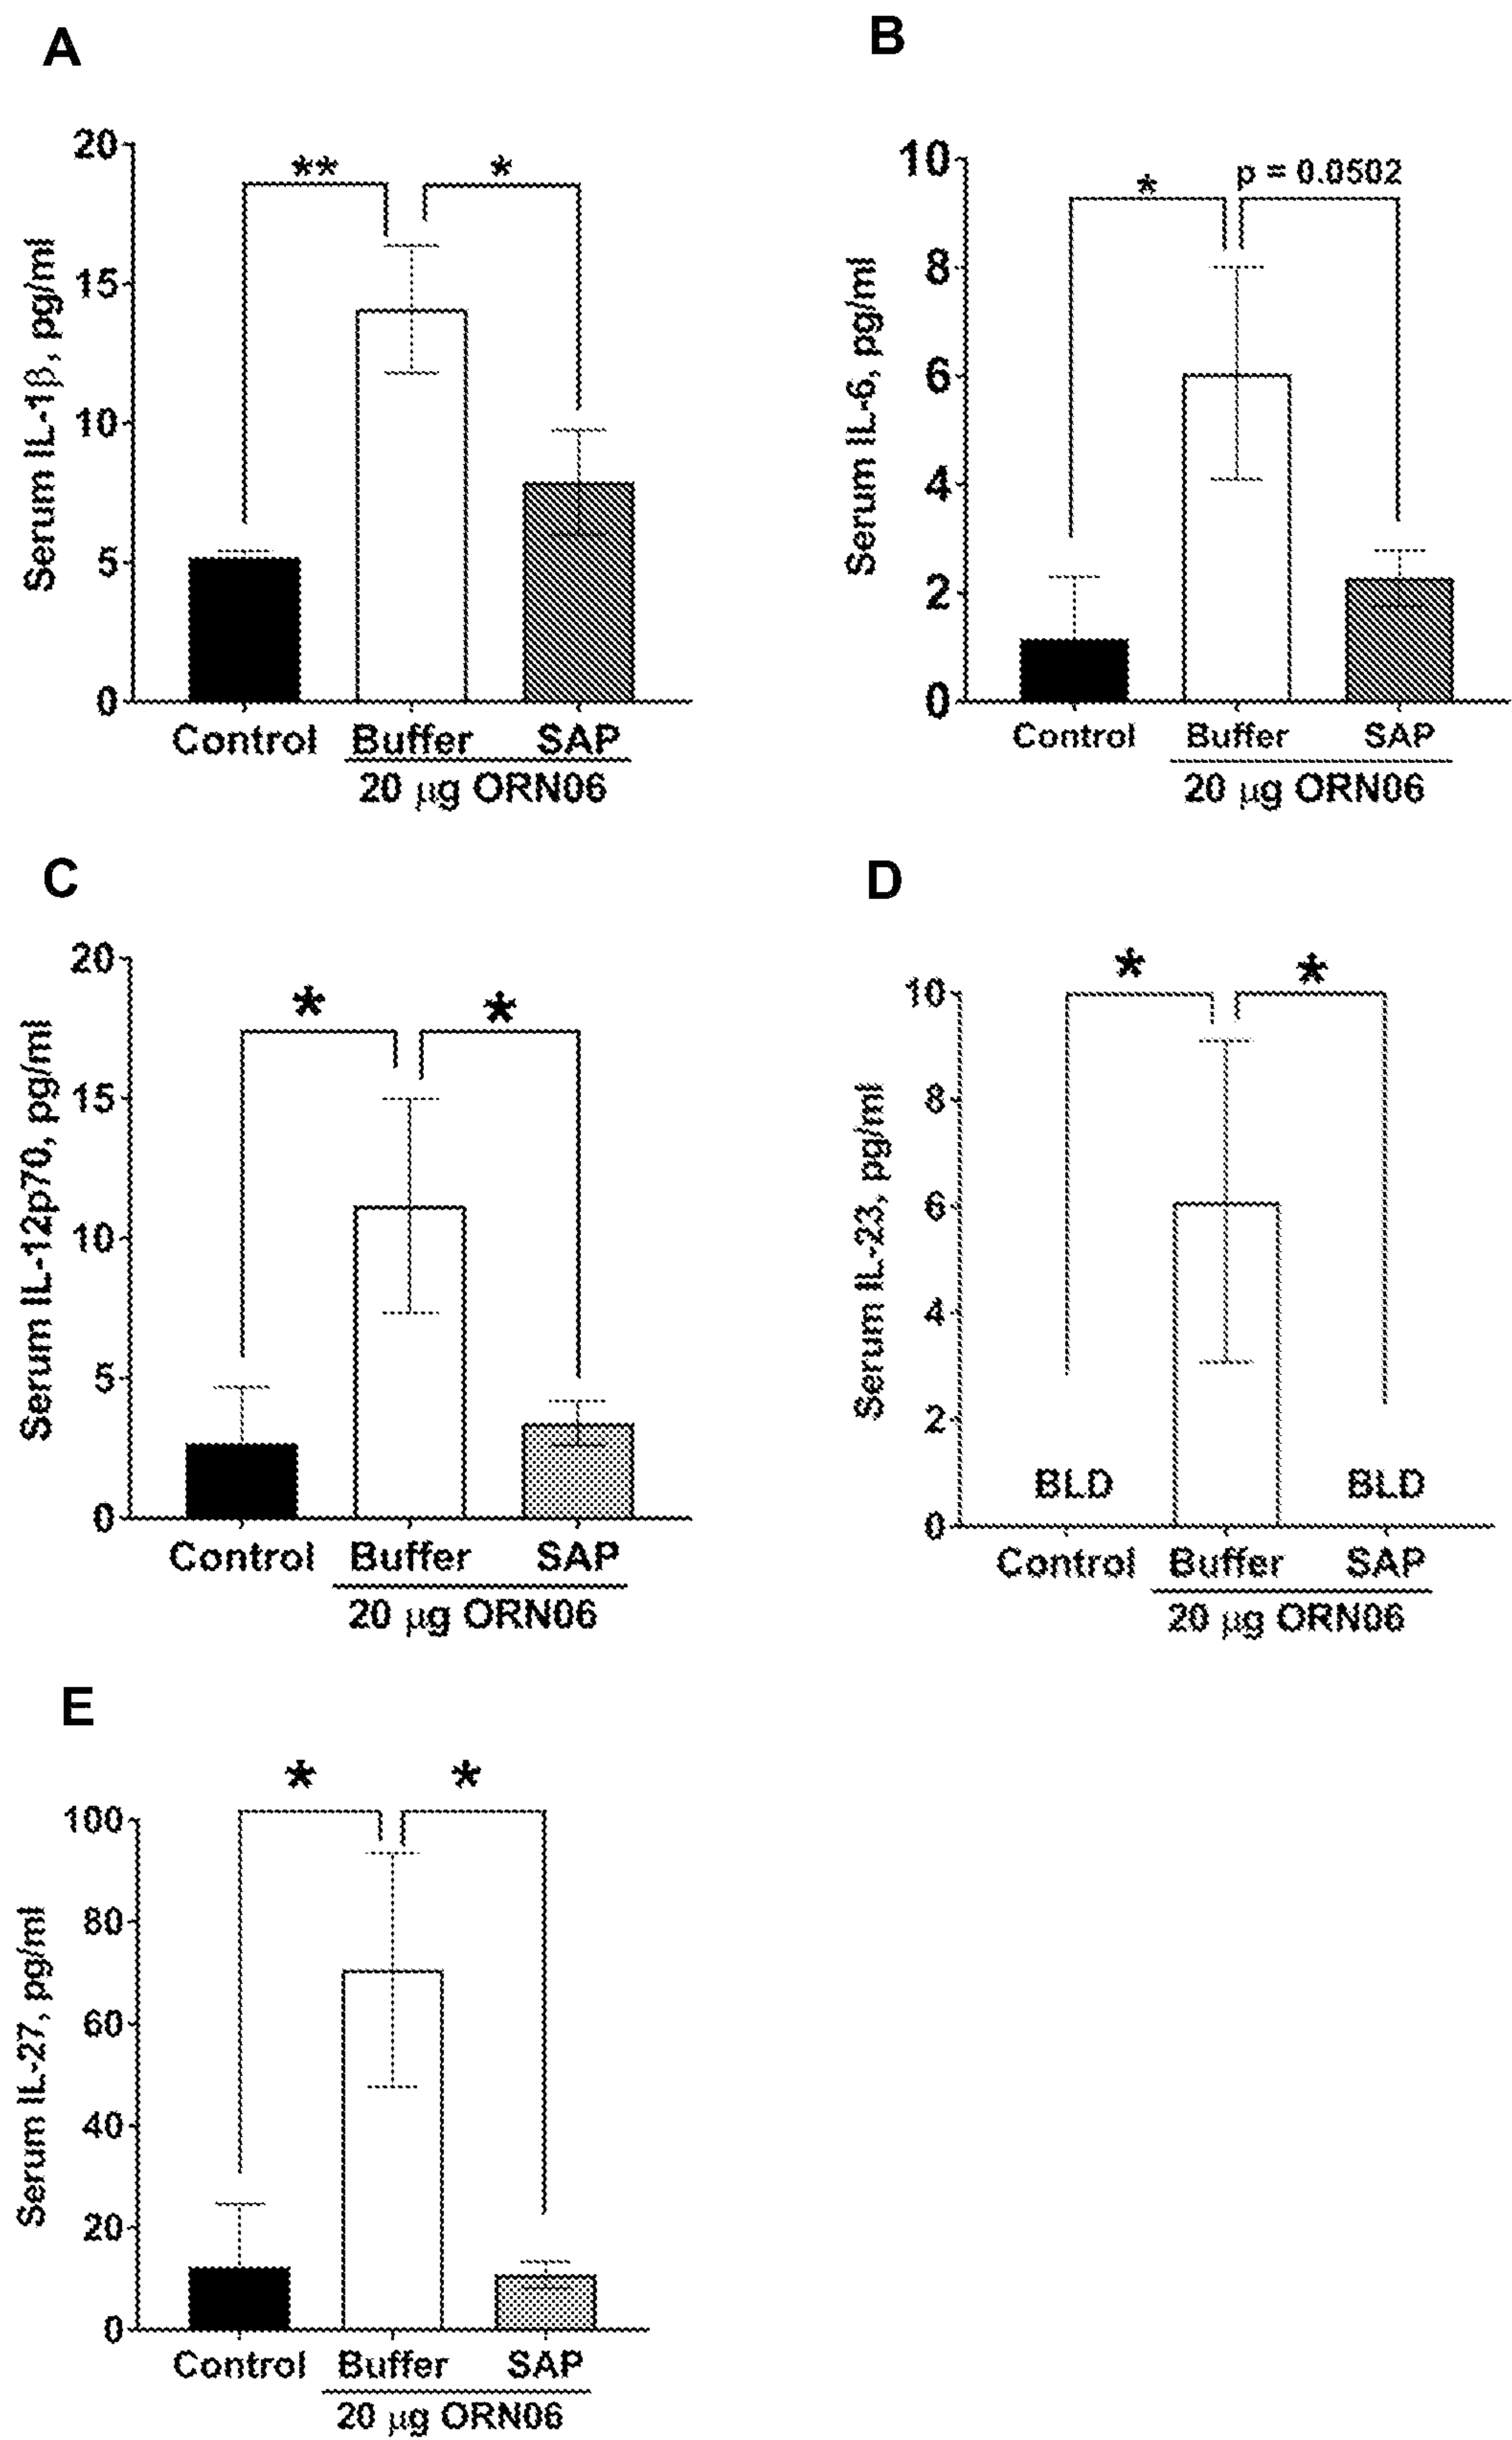 A
Serum IL-1β, pg/ml
20
15
10
5
0
**
*
Control
Buffer
SAP
20 μg ORN06
B
Serum IL-6, pg/ml
10
8
6
4
2
0
*
p = 0.0502
Control
Buffer
SAP
20 μg ORN06
C
Serum IL-12p70, pg/ml
20
15
10
5
0
*
*
Control
Buffer
SAP
20 μg ORN06
D
Serum IL-23, pg/ml
10
8
6
4
2
0
*
*
BLD
BLD
Control
Buffer
SAP
20 μg ORN06
E
Serum IL-27, pg/ml
100
80
60
40
20
0
*
*
Control
Buffer
SAP
20 μg ORN06